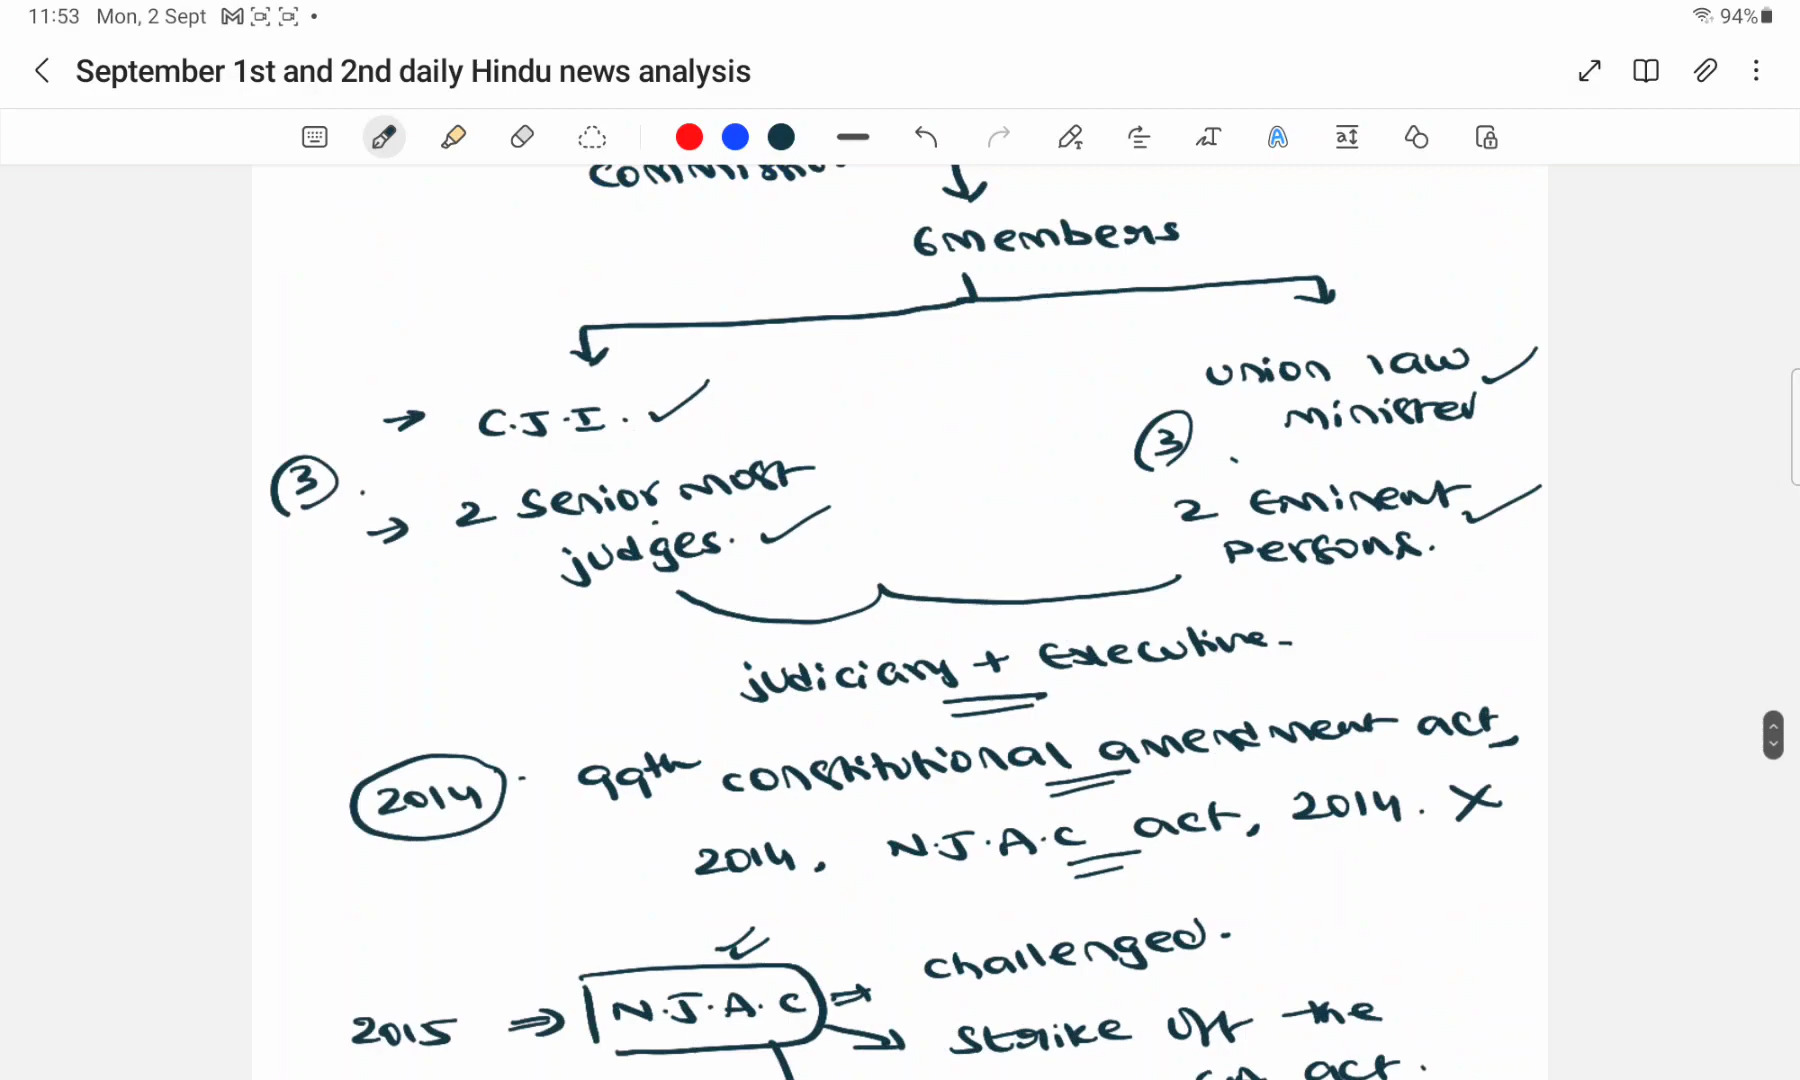 11:53 Mon, 2 Sept
94%
September 1st and 2nd daily Hindu news analysis
6 members
→ C.J.I.
union law
minister
3
3
→ 2 senior most
judges.
2 Eminent
persons.
judiciary + Executive-
2014 . 99th constitutional amendment act,
2014, N.J.A.C act, 2014. X
2015 ⇒ N.J.A.C ⇒ challenged.
strike off the
act.